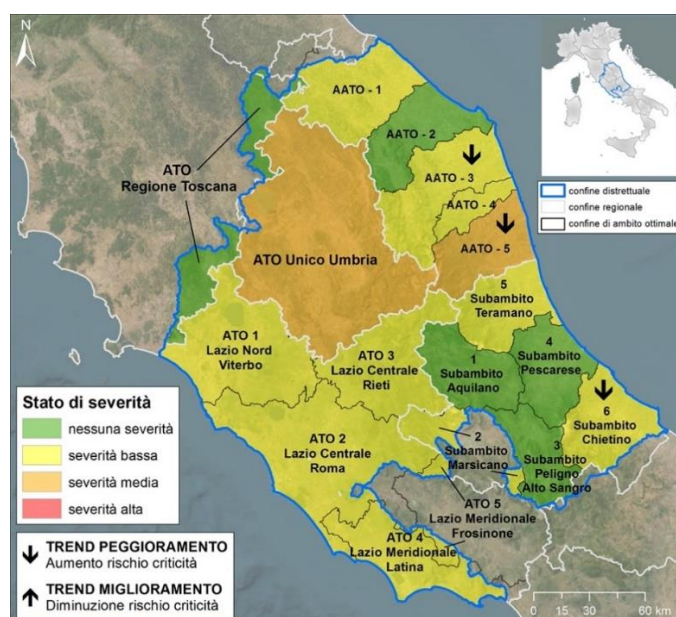 N
AATO - 1
AATO - 2
AATO - 3
AATO - 4
AATO - 5
ATO
Regione Toscana
ATO Unico Umbria
5
Subambito
Teramano
ATO 1
Lazio Nord
Viterbo
ATO 3
Lazio Centrale
Rieti
1
Subambito
Aquilano
4
Subambito
Pescarese
6
Subambito
Chietino
ATO 2
Lazio Centrale
Roma
2
Subambito
Marsicano
3
Subambito
Peligno
Alto Sangro
ATO 5
Lazio Meridionale
Frosinone
ATO 4
Lazio Meridionale
Latina
confine distrettuale
confine regionale
confine di ambito ottimale
Stato di severità
nessuna severità
severità bassa
severità media
severità alta
TREND PEGGIORAMENTO
Aumento rischio criticità
TREND MIGLIORAMENTO
Diminuzione rischio criticità
0 15 30 60 km